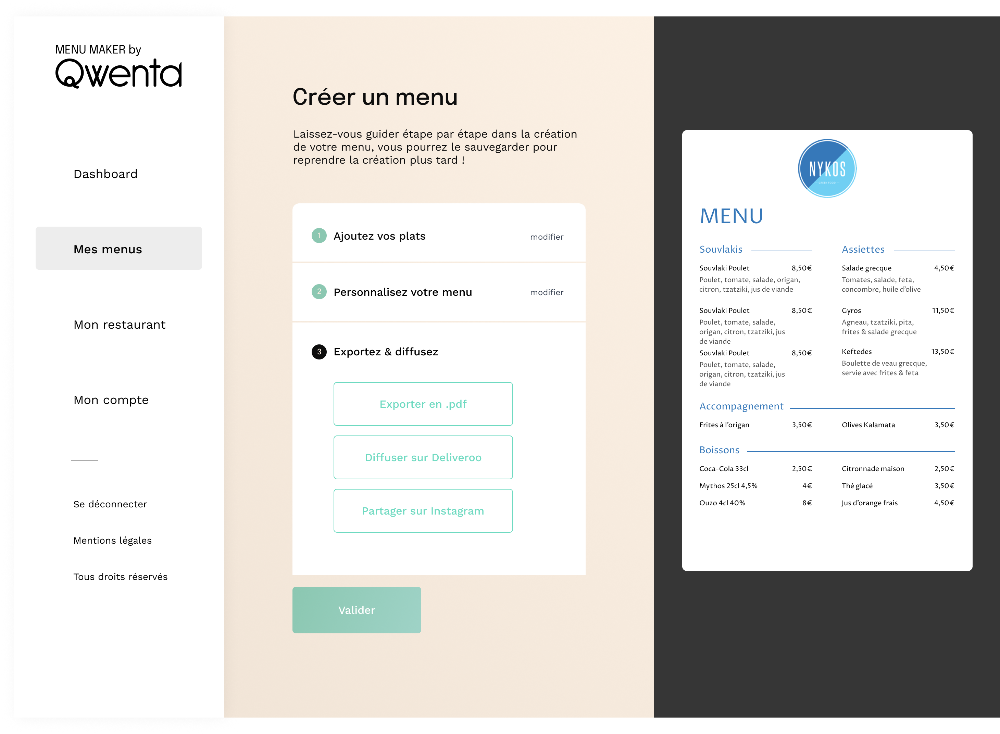 MENU MAKER by
Qwenta
Dashboard
Mes menus
Mon restaurant
Mon compte
Se déconnecter
Mentions légales
Tous droits réservés
Créer un menu
Laissez-vous guider étape par étape dans la création
de votre menu, vous pourrez le sauvegarder pour
reprendre la création plus tard !
1 Ajoutez vos plats modifier
2 Personnalisez votre menu modifier
3 Exportez & diffusez
Exporter en .pdf
Diffuser sur Deliveroo
Partager sur Instagram
Valider
NYKOS
— GREEK FOOD —
MENU
Souvlakis
Souvlaki Poulet 8,50€
Poulet, tomate, salade, origan,
citron, tzatziki, jus de viande
Souvlaki Poulet 8,50€
Poulet, tomate, salade,
origan, citron, tzatziki, jus
de viande
Souvlaki Poulet 8,50€
Poulet, tomate, salade,
origan, citron, tzatziki, jus
de viande
Assiettes
Salade grecque 4,50€
Tomates, salade, feta,
concombre, huile d’olive
Gyros 11,50€
Agneau, tzatziki, pita,
frites & salade grecque
Keftedes 13,50€
Boulette de veau grecque,
servie avec frites & feta
Accompagnement
Frites à l’origan 3,50€ Olives Kalamata 3,50€
Boissons
Coca-Cola 33cl 2,50€ Citronnade maison 2,50€
Mythos 25cl 4,5% 4€ Thé glacé 3,50€
Ouzo 4cl 40% 8€ Jus d’orange frais 4,50€